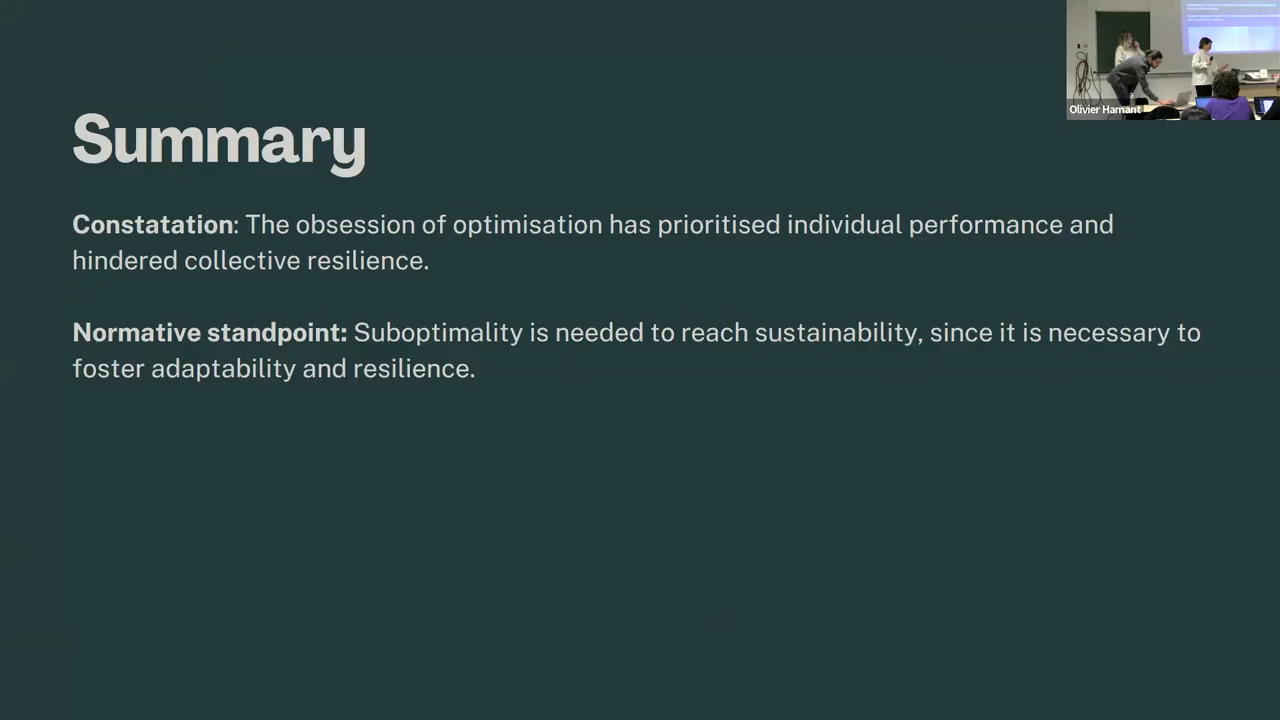 Olivier Hamant
Summary
Constatation: The obsession of optimisation has prioritised individual performance and
hindered collective resilience.
Normative standpoint: Suboptimality is needed to reach sustainability, since it is necessary to
foster adaptability and resilience.